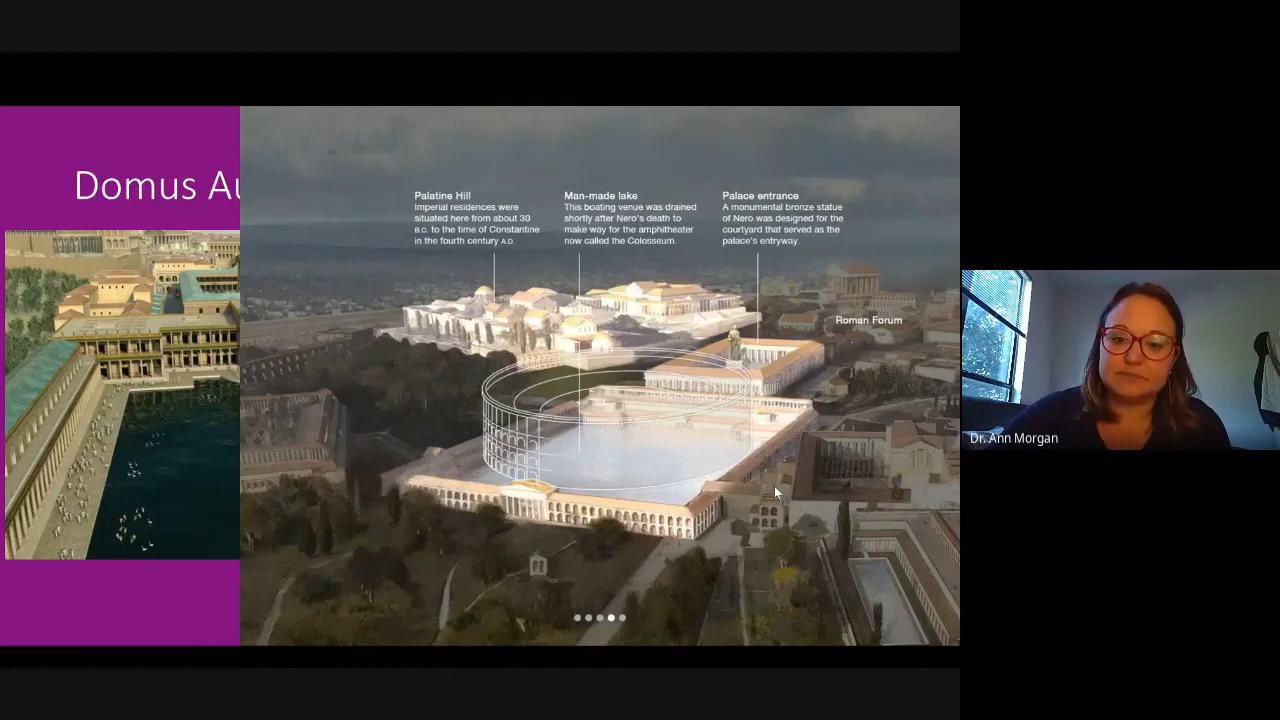 Domus Au
Palatine Hill
Imperial residences were
situated here from about 30
B.C. to the time of Constantine
in the fourth century A.D.
Man-made lake
This boating venue was drained
shortly after Nero's death to
make way for the amphitheater
now called the Colosseum.
Palace entrance
A monumental bronze statue
of Nero was designed for the
courtyard that served as the
palace's entryway.
Roman Forum
Dr. Ann Morgan